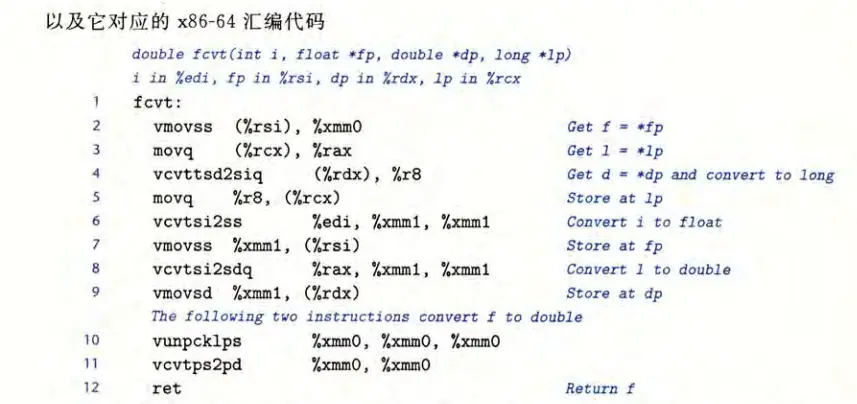 以及它对应的 x86-64 汇编代码
double fcvt(int i, float *fp, double *dp, long *lp)
i in %edi, fp in %rsi, dp in %rdx, lp in %rcx
1 fcvt:
2 vmovss (%rsi), %xmm0 Get f = *fp
3 movq (%rcx), %rax Get l = *lp
4 vcvttsd2siq (%rdx), %r8 Get d = *dp and convert to long
5 movq %r8, (%rcx) Store at lp
6 vcvtsi2ss %edi, %xmm1, %xmm1 Convert i to float
7 vmovss %xmm1, (%rsi) Store at fp
8 vcvtsi2sdq %rax, %xmm1, %xmm1 Convert l to double
9 vmovsd %xmm1, (%rdx) Store at dp
The following two instructions convert f to double
10 vunpcklps %xmm0, %xmm0, %xmm0
11 vcvtps2pd %xmm0, %xmm0
12 ret Return f